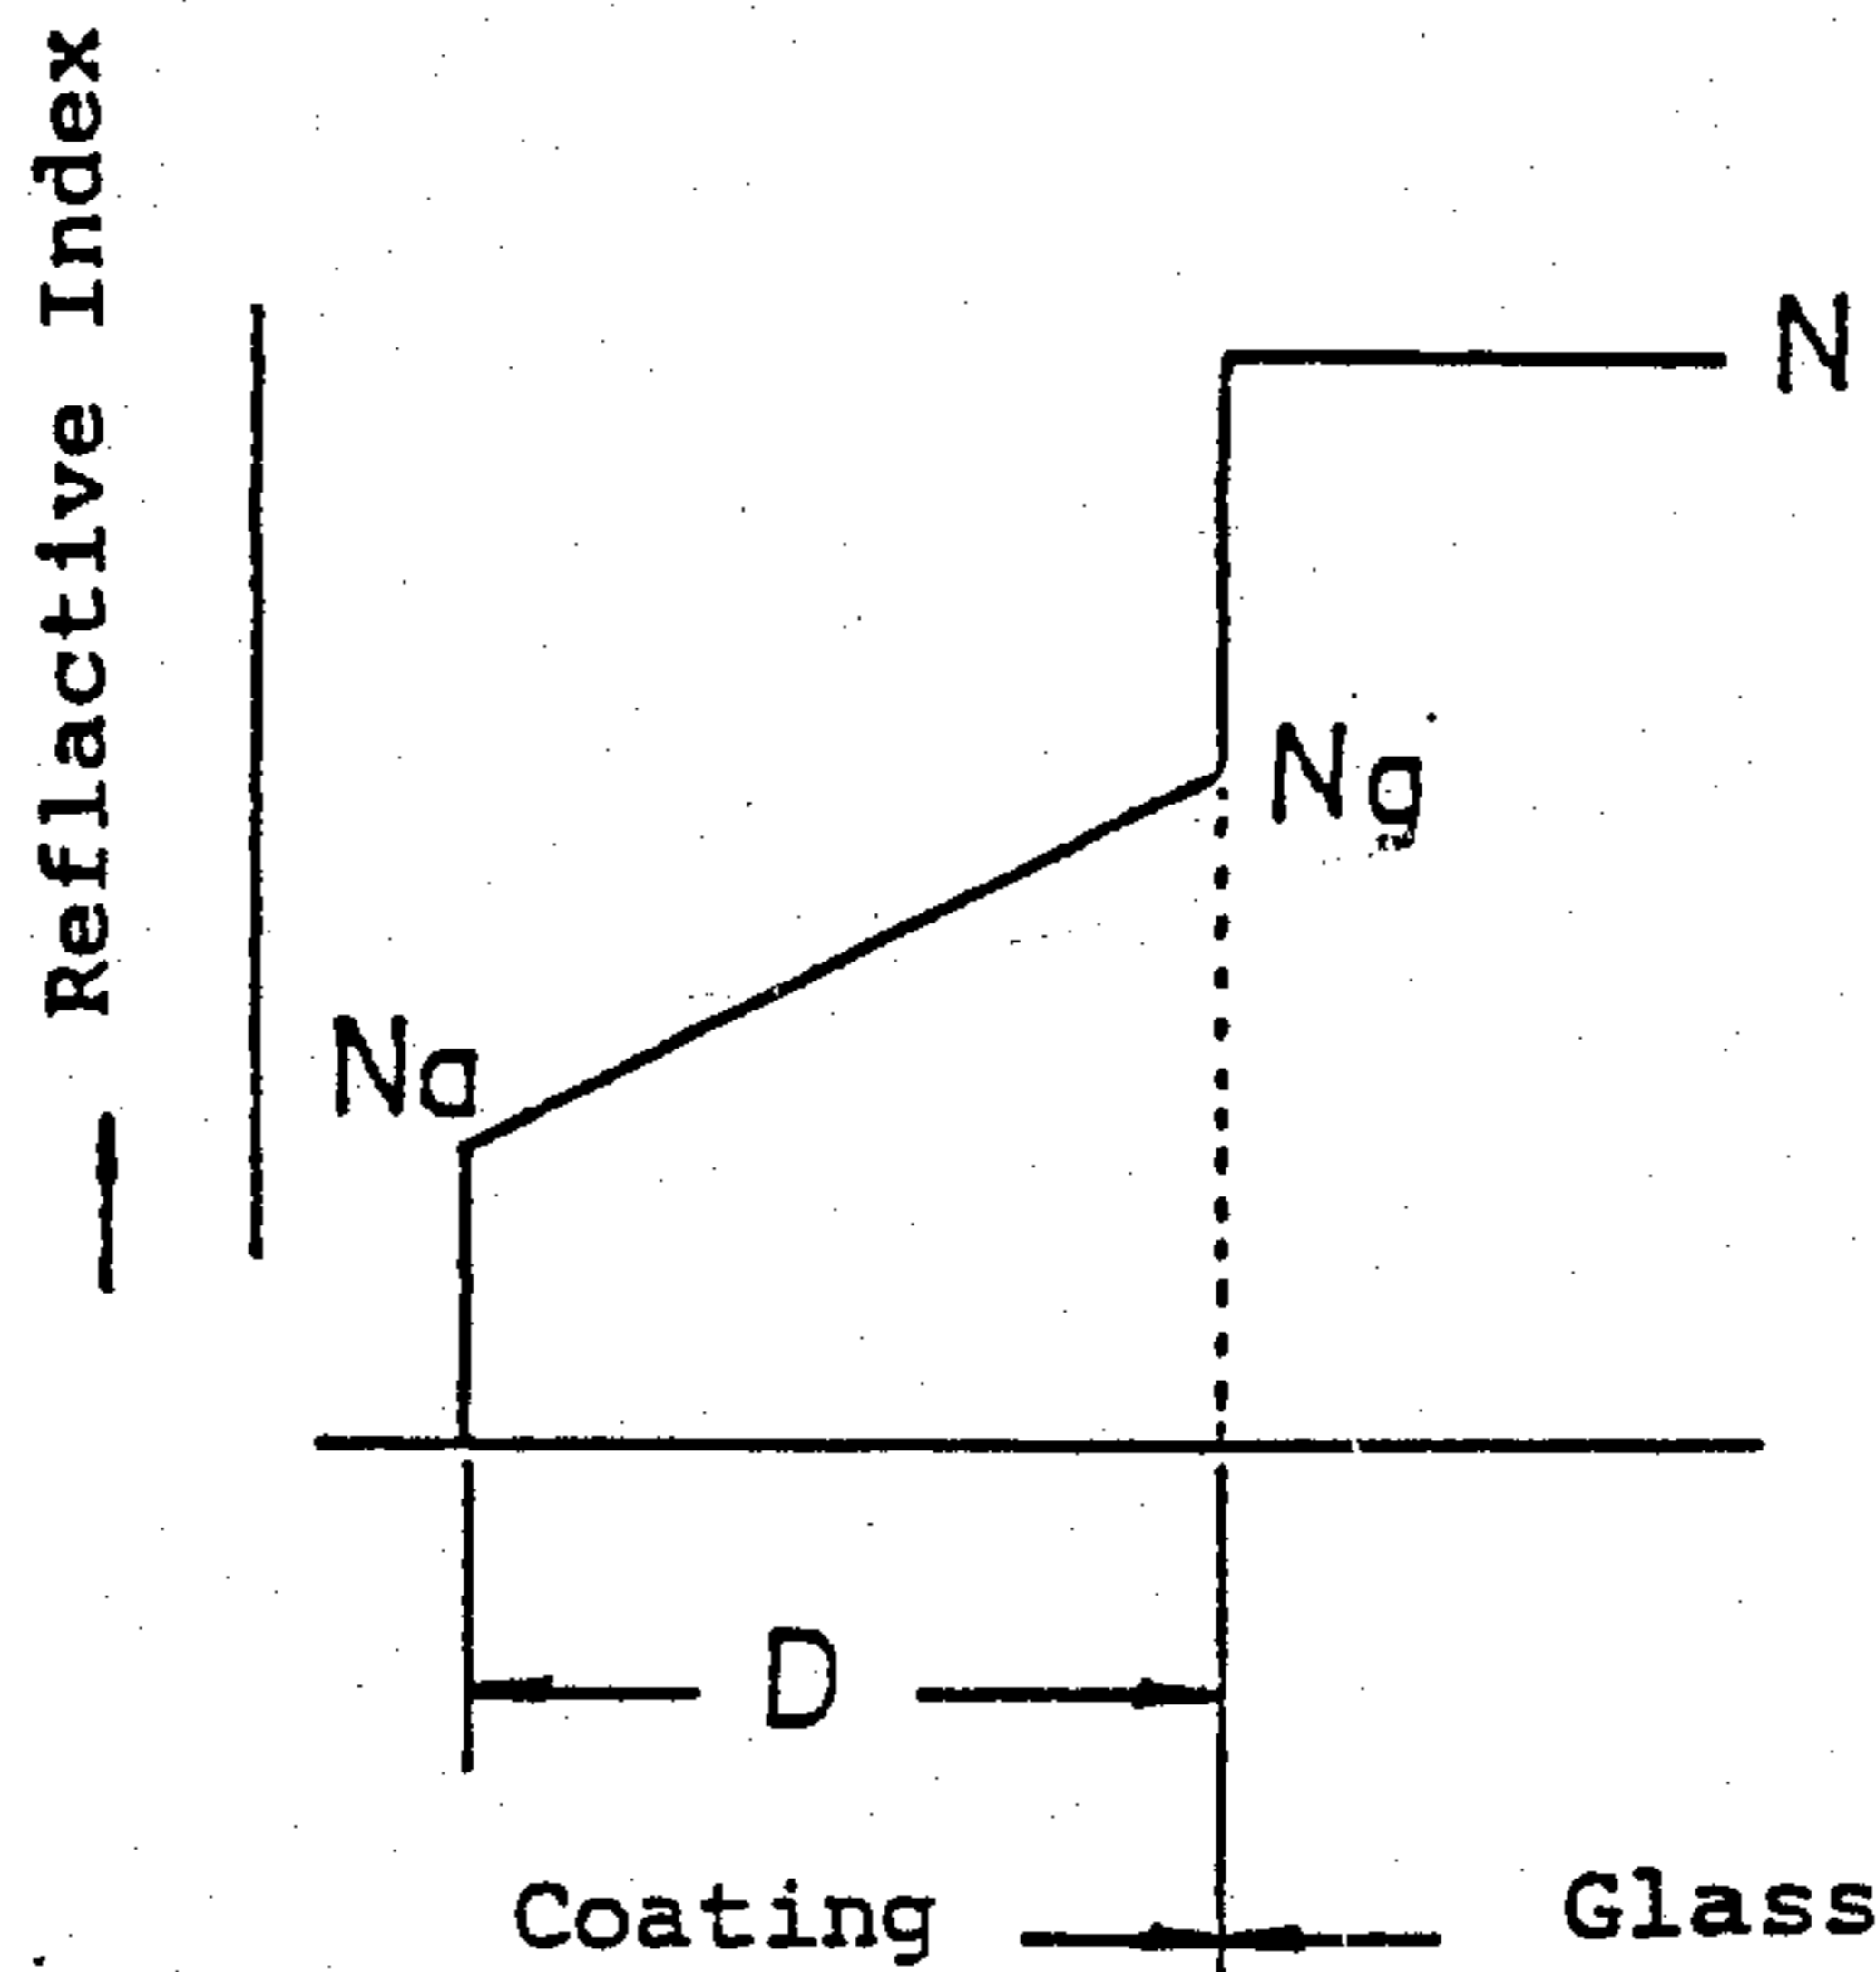 Reflactive Index
N
Ng
Na
D
Coating
Glass